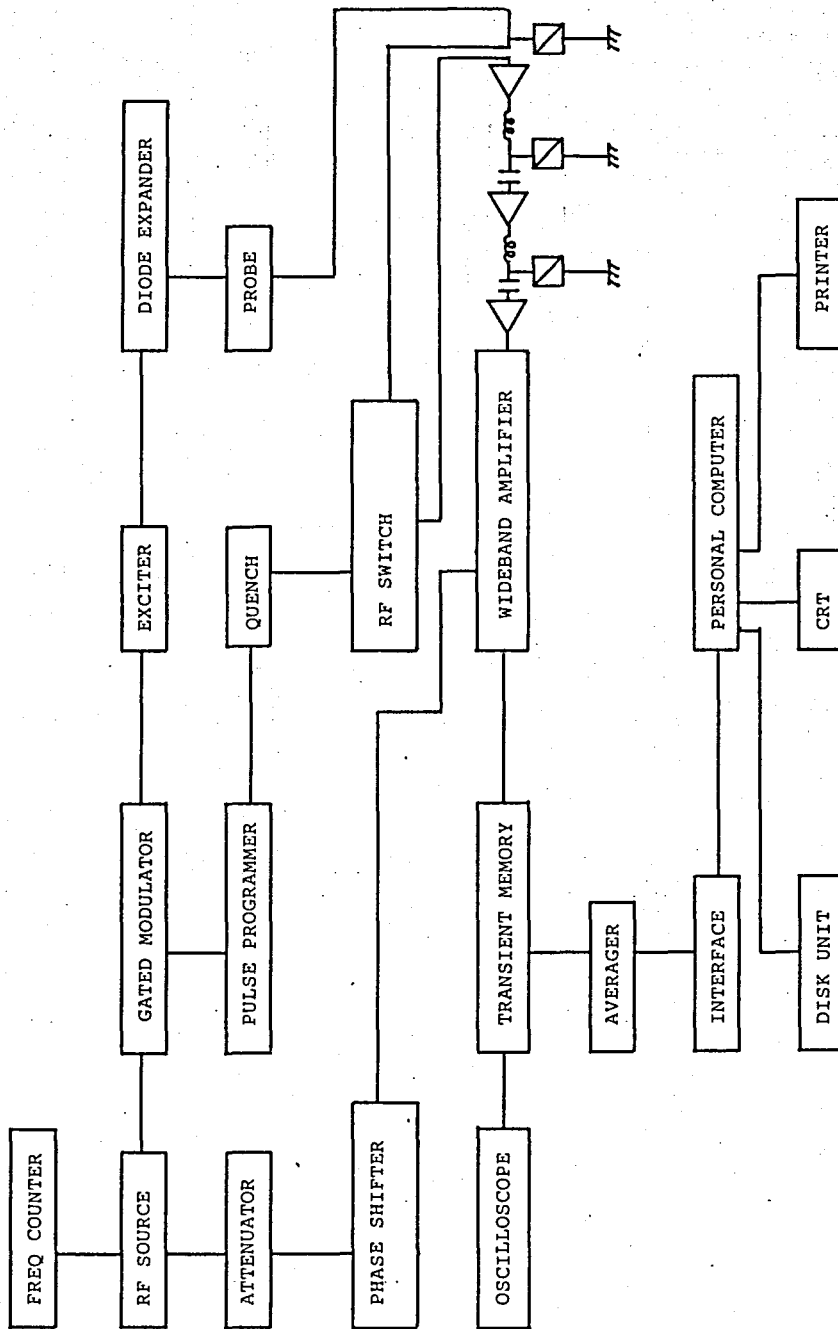 FREQ COUNTER
RF SOURCE
GATED MODULATOR
EXCITER
DIODE EXPANDER
ATTENUATOR
PULSE PROGRAMMER
QUENCH
PROBE
PHASE SHIFTER
RF SWITCH
OSCILLOSCOPE
TRANSIENT MEMORY
WIDEBAND AMPLIFIER
AVERAGER
INTERFACE
PERSONAL COMPUTER
DISK UNIT
CRT
PRINTER